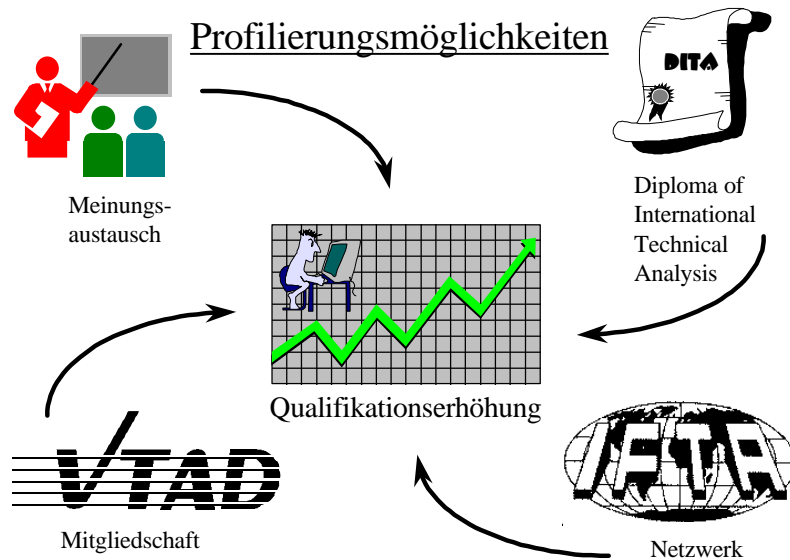 Profilierungsmöglichkeiten
DITA
Meinungs-
austausch
Diploma of
International
Technical
Analysis
Qualifikationserhöhung
VTAD
IFTA
Mitgliedschaft
Netzwerk